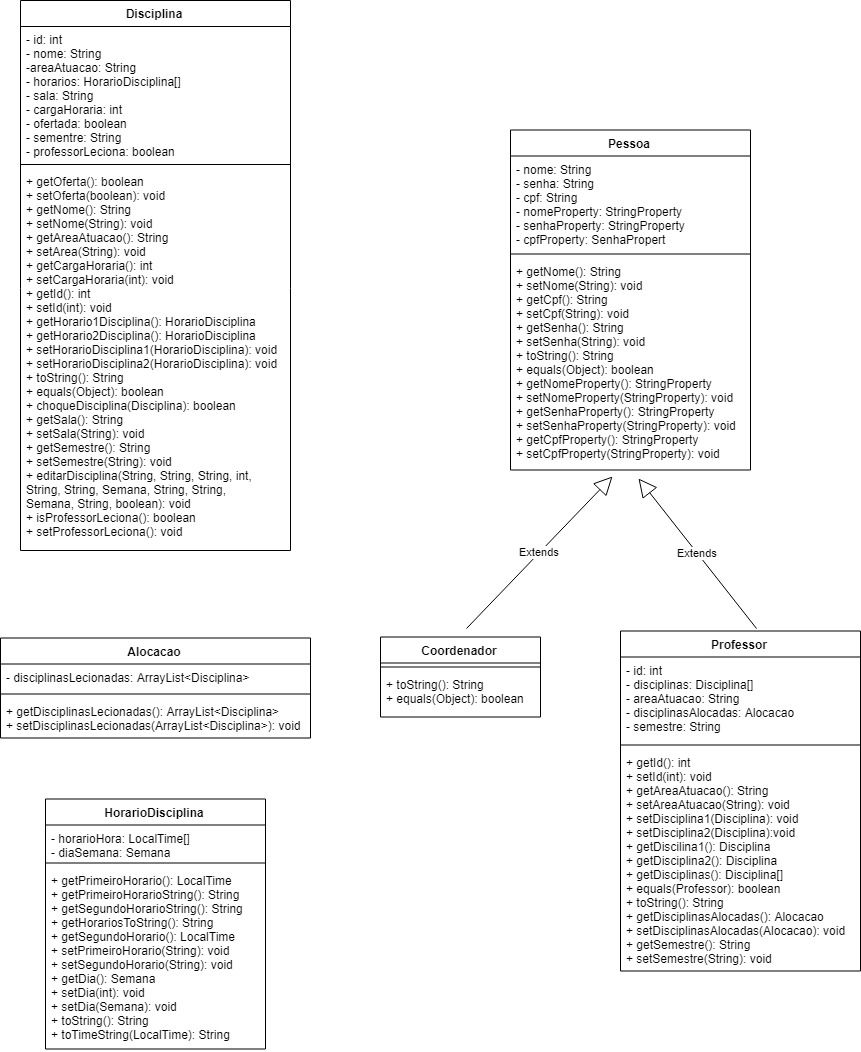 Disciplina
- id: int
- nome: String
-areaAtuacao: String
- horarios: HorarioDisciplina[]
- sala: String
- cargaHoraria: int
- ofertada: boolean
- sementre: String
- professorLeciona: boolean
+ getOferta(): boolean
+ setOferta(boolean): void
+ getNome(): String
+ setNome(String): void
+ getAreaAtuacao(): String
+ setArea(String): void
+ getCargaHoraria(): int
+ setCargaHoraria(int): void
+ getId(): int
+ setId(int): void
+ getHorario1Disciplina(): HorarioDisciplina
+ getHorario2Disciplina(): HorarioDisciplina
+ setHorarioDisciplina1(HorarioDisciplina): void
+ setHorarioDisciplina2(HorarioDisciplina): void
+ toString(): String
+ equals(Object): boolean
+ choqueDisciplina(Disciplina): boolean
+ getSala(): String
+ setSala(String): void
+ getSemestre(): String
+ setSemestre(String): void
+ editarDisciplina(String, String, String, int,
String, String, Semana, String, String,
Semana, String, boolean): void
+ isProfessorLeciona(): boolean
+ setProfessorLeciona(): void
Pessoa
- nome: String
- senha: String
- cpf: String
- nomeProperty: StringProperty
- senhaProperty: StringProperty
- cpfProperty: SenhaPropert
+ getNome(): String
+ setNome(String): void
+ getCpf(): String
+ setCpf(String): void
+ getSenha(): String
+ setSenha(String): void
+ toString(): String
+ equals(Object): boolean
+ getNomeProperty(): StringProperty
+ setNomeProperty(StringProperty): void
+ getSenhaProperty(): StringProperty
+ setSenhaProperty(StringProperty): void
+ getCpfProperty(): StringProperty
+ setCpfProperty(StringProperty): void
Extends
Extends
Alocacao
- disciplinasLecionadas: ArrayList<Disciplina>
+ getDisciplinasLecionadas(): ArrayList<Disciplina>
+ setDisciplinasLecionadas(ArrayList<Disciplina>): void
Coordenador
+ toString(): String
+ equals(Object): boolean
Professor
- id: int
- disciplinas: Disciplina[]
- areaAtuacao: String
- disciplinasAlocadas: Alocacao
- semestre: String
+ getId(): int
+ setId(int): void
+ getAreaAtuacao(): String
+ setAreaAtuacao(String): void
+ setDisciplina1(Disciplina): void
+ setDisciplina2(Disciplina):void
+ getDiscilina1(): Disciplina
+ getDisciplina2(): Disciplina
+ getDisciplinas(): Disciplina[]
+ equals(Professor): boolean
+ toString(): String
+ getDisciplinasAlocadas(): Alocacao
+ setDisciplinasAlocadas(Alocacao): void
+ getSemestre(): String
+ setSemestre(String): void
HorarioDisciplina
- horarioHora: LocalTime[]
- diaSemana: Semana
+ getPrimeiroHorario(): LocalTime
+ getPrimeiroHorarioString(): String
+ getSegundoHorarioString(): String
+ getHorariosToString(): String
+ getSegundoHorario(): LocalTime
+ setPrimeiroHorario(String): void
+ setSegundoHorario(String): void
+ getDia(): Semana
+ setDia(int): void
+ setDia(Semana): void
+ toString(): String
+ toTimeString(LocalTime): String